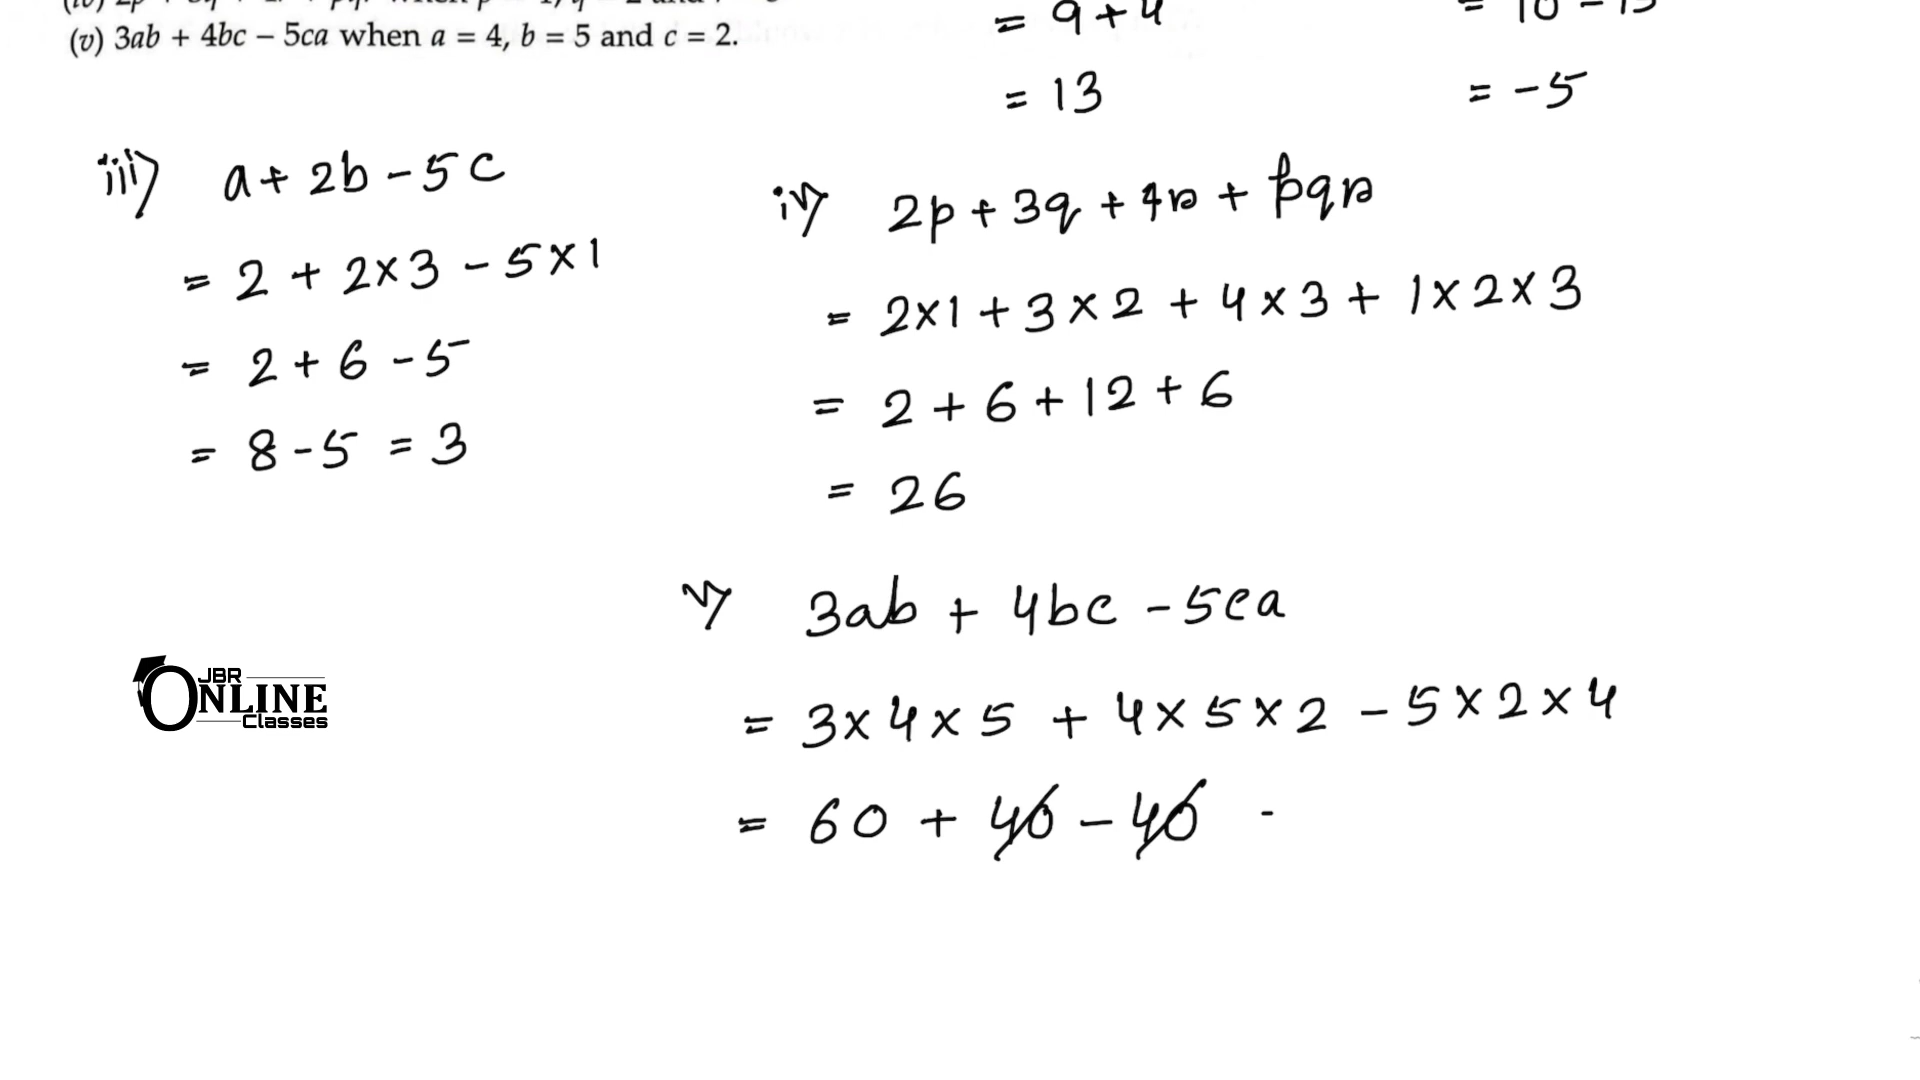 (v) 3ab + 4bc – 5ca when a = 4, b = 5 and c = 2.
= 9 + 4
= 13
= -5
iii) a + 2b - 5c
= 2 + 2×3 - 5×1
= 2 + 6 - 5
= 8 - 5 = 3
iv) 2p + 3q + 4r + pqr
= 2×1 + 3×2 + 4×3 + 1×2×3
= 2 + 6 + 12 + 6
= 26
v) 3ab + 4bc - 5ca
= 3×4×5 + 4×5×2 - 5×2×4
= 60 + 40 - 40 -
JBR
ONLINE
Classes